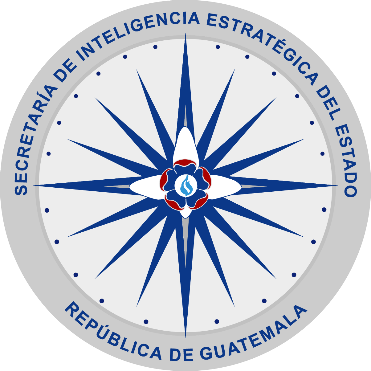 SECRETARÍA DE INTELIGENCIA ESTRATÉGICA DEL ESTADO
REPÚBLICA DE GUATEMALA